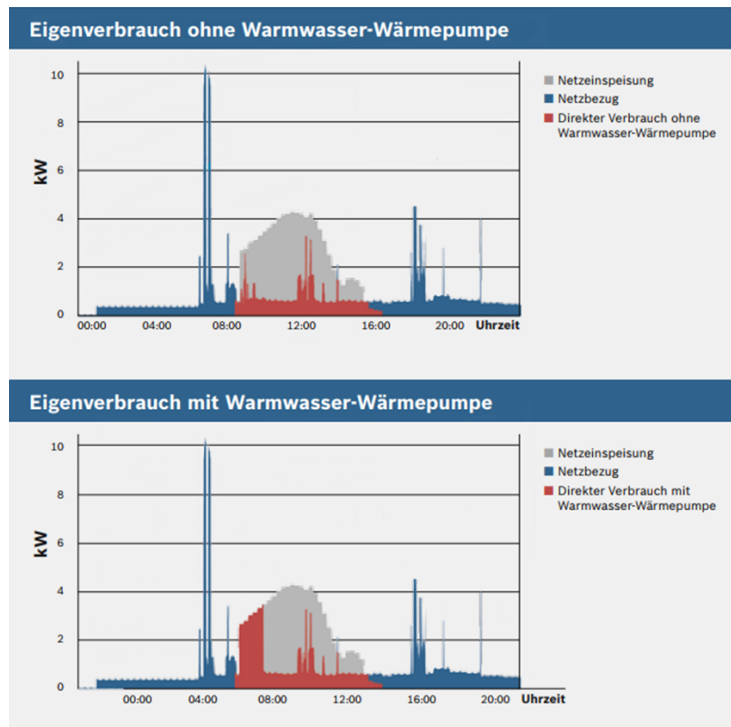 Eigenverbrauch ohne Warmwasser-Wärmepumpe
10
8
6
4
2
0
kW
Netzeinspeisung
Netzbezug
Direkter Verbrauch ohne
Warmwasser-Wärmepumpe
00:00 04:00 08:00 12:00 16:00 20:00 Uhrzeit
Eigenverbrauch mit Warmwasser-Wärmepumpe
10
8
6
4
2
0
kW
Netzeinspeisung
Netzbezug
Direkter Verbrauch mit
Warmwasser-Wärmepumpe
00:00 04:00 08:00 12:00 16:00 20:00 Uhrzeit